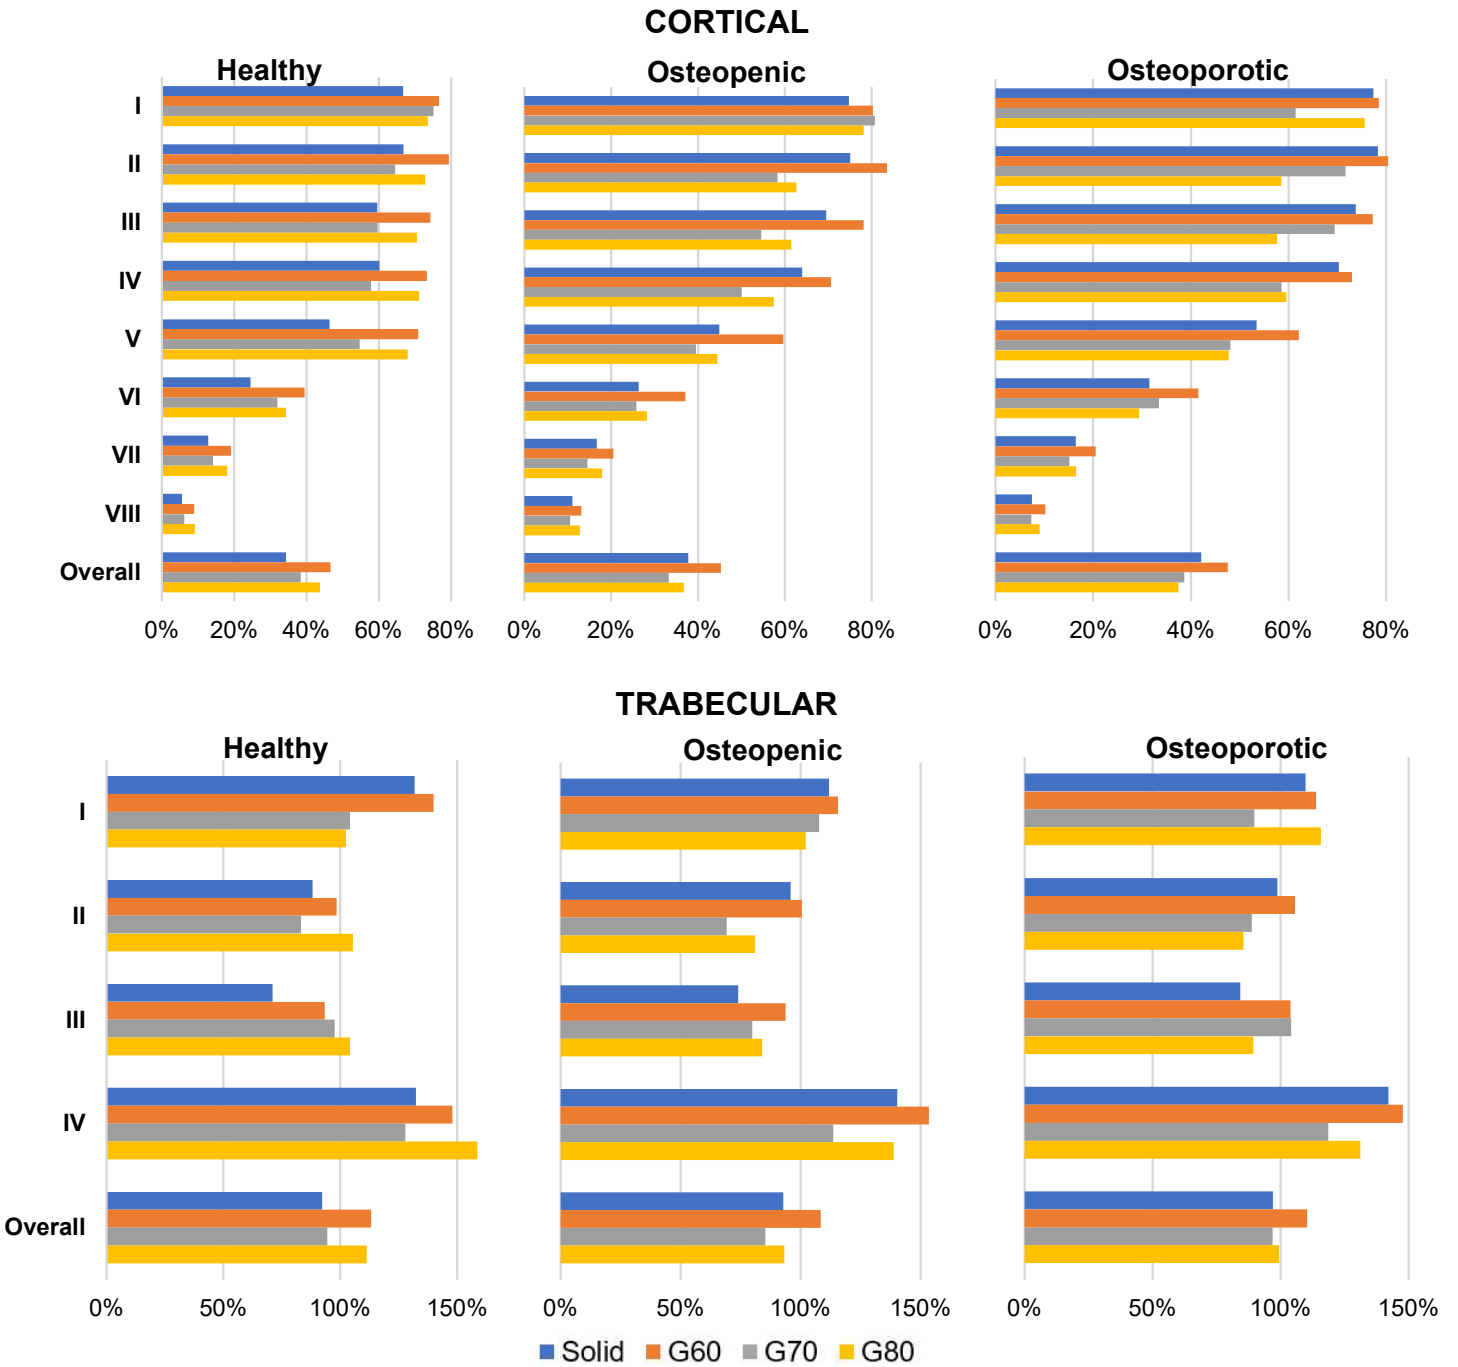 CORTICAL
Healthy Osteopenic Osteoporotic
I
II
III
IV
V
VI
VII
VIII
Overall
0% 20% 40% 60% 80% 0% 20% 40% 60% 80% 0% 20% 40% 60% 80%
TRABECULAR
Healthy Osteopenic Osteoporotic
I
II
III
IV
Overall
0% 50% 100% 150% 0% 50% 100% 150% 0% 50% 100% 150%
Solid G60 G70 G80